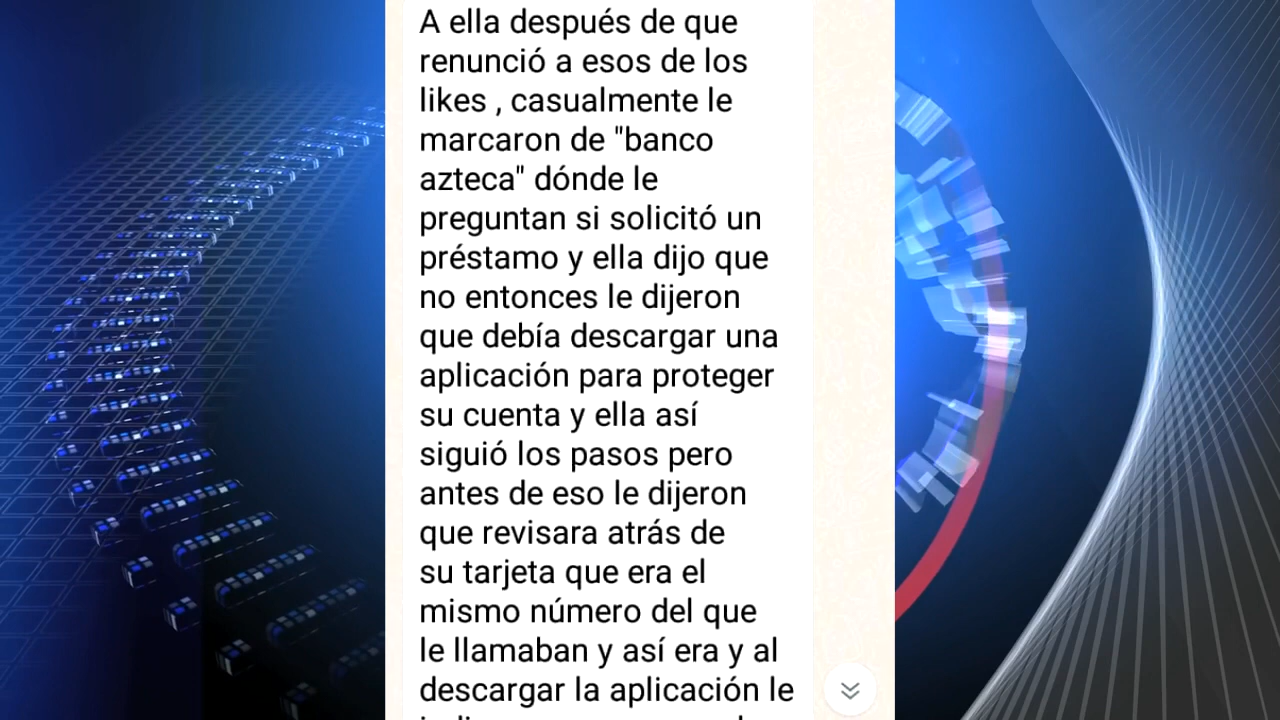 A ella después de que
renunció a esos de los
likes , casualmente le
marcaron de "banco
azteca" dónde le
preguntan si solicitó un
préstamo y ella dijo que
no entonces le dijeron
que debía descargar una
aplicación para proteger
su cuenta y ella así
siguió los pasos pero
antes de eso le dijeron
que revisara atrás de
su tarjeta que era el
mismo número del que
le llamaban y así era y al
descargar la aplicación le